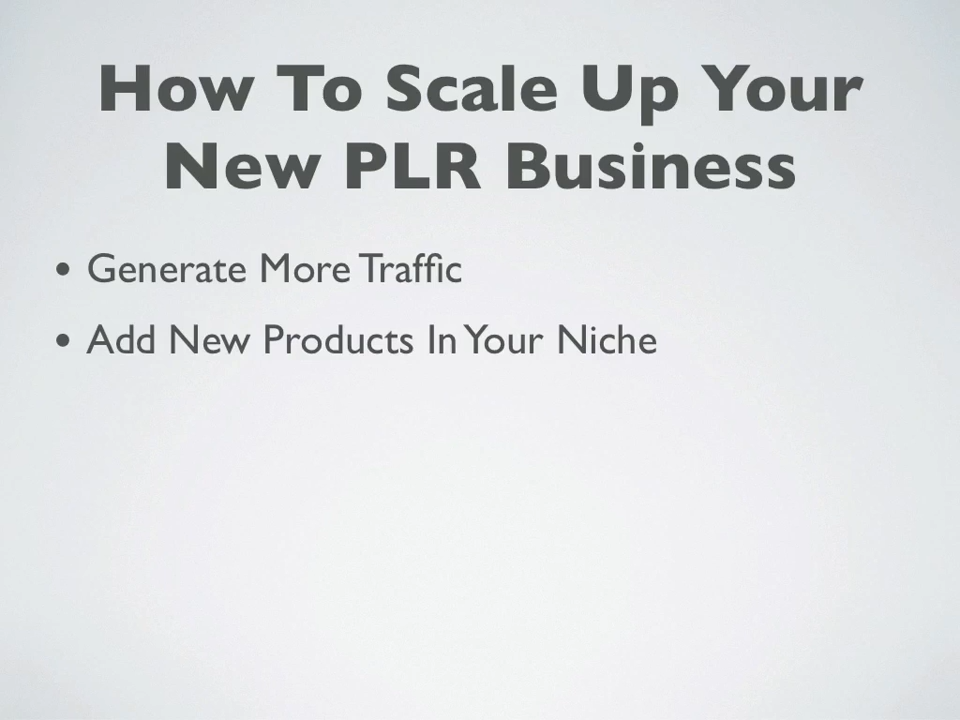 How To Scale Up Your
New PLR Business
• Generate More Traffic
• Add New Products In Your Niche